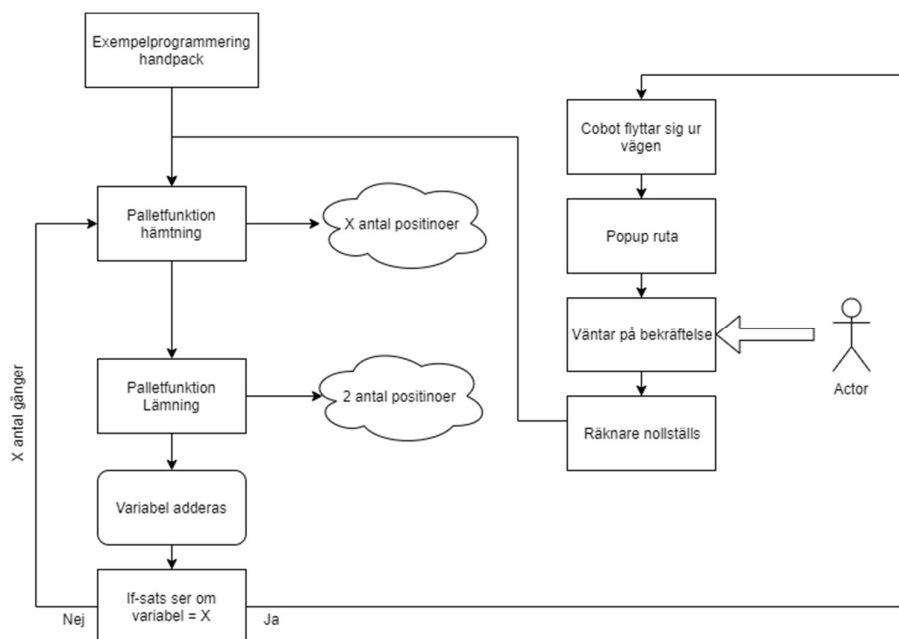 Exempelprogrammering
handpack
Palletfunktion
hämtning
X antal positinoer
Palletfunktion
Lämning
2 antal positinoer
X antal gånger
Variabel adderas
If-sats ser om
variabel = X
Nej
Ja
Cobot flyttar sig ur
vägen
Popup ruta
Väntar på bekräftelse
Actor
Räknare nollställs